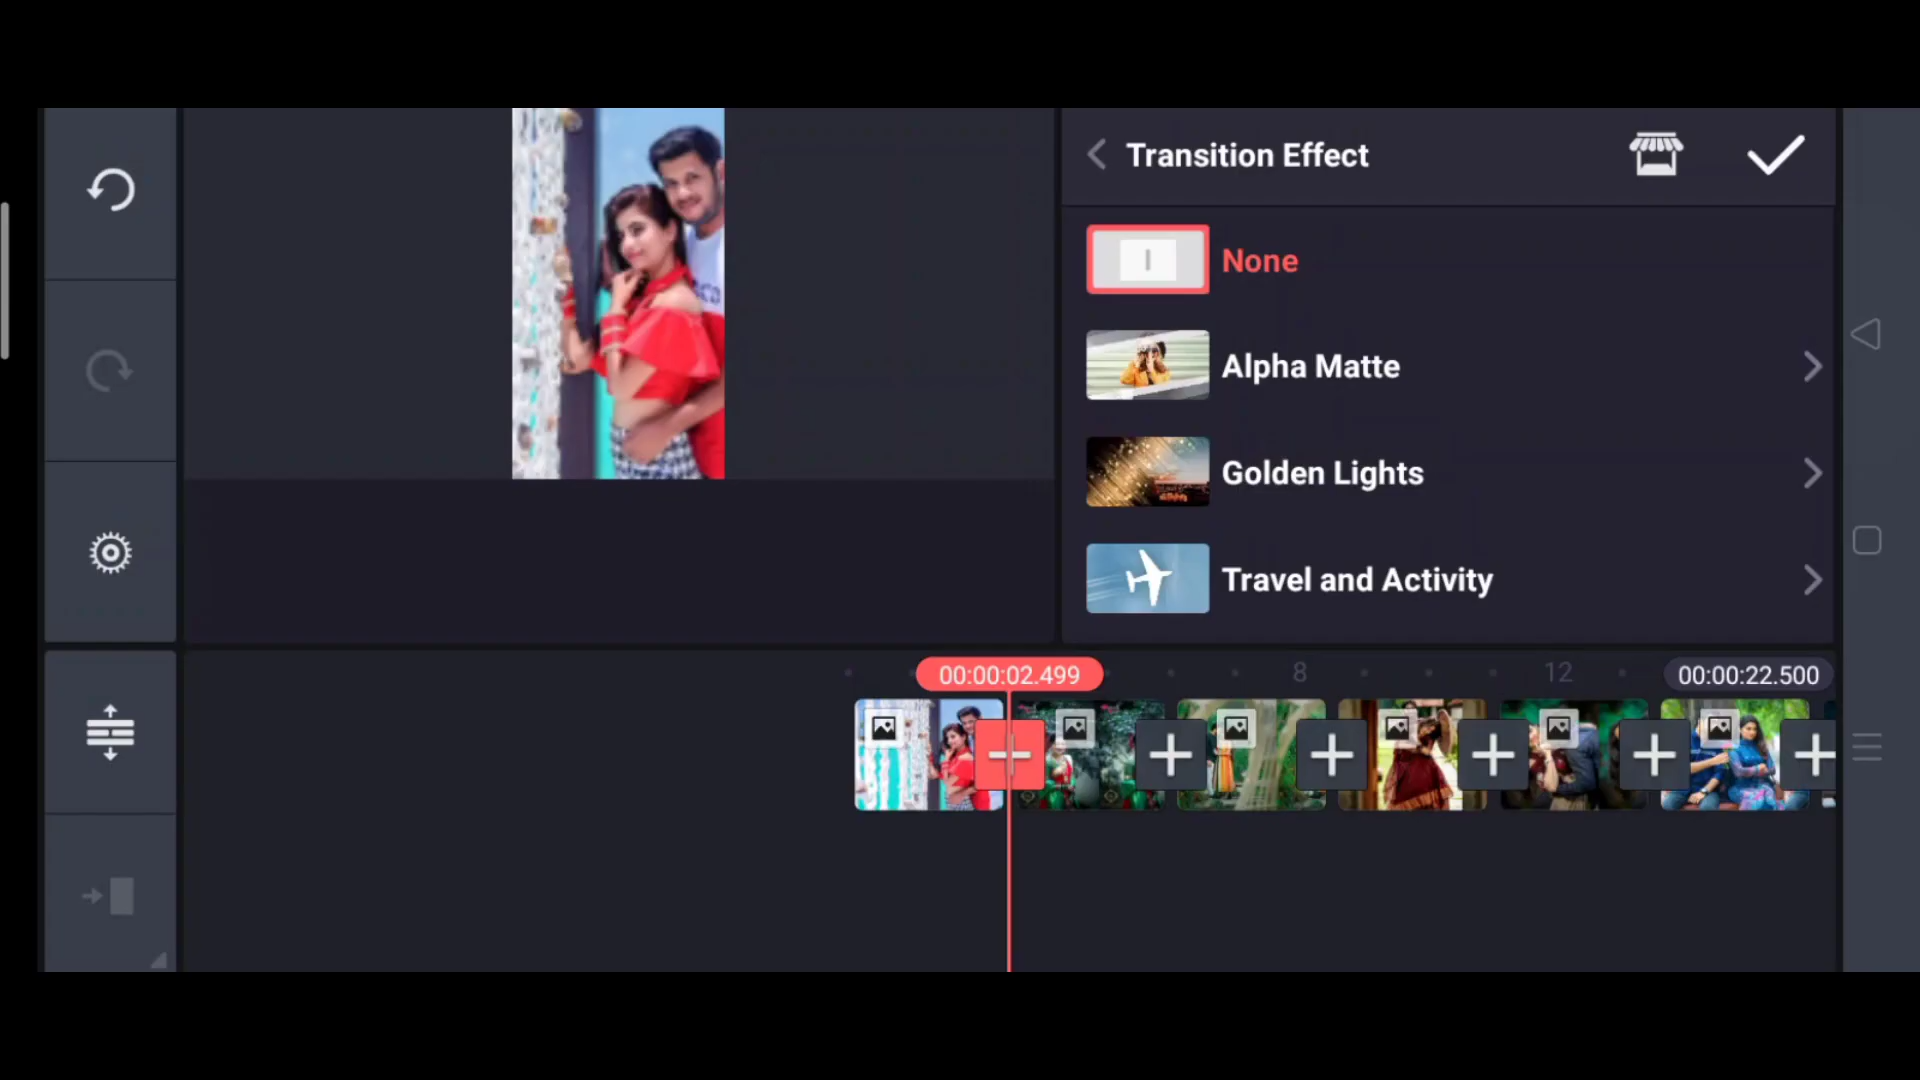 Transition Effect
None
Alpha Matte
Golden Lights
Travel and Activity
00:00:02.499
8
12
00:00:22.500